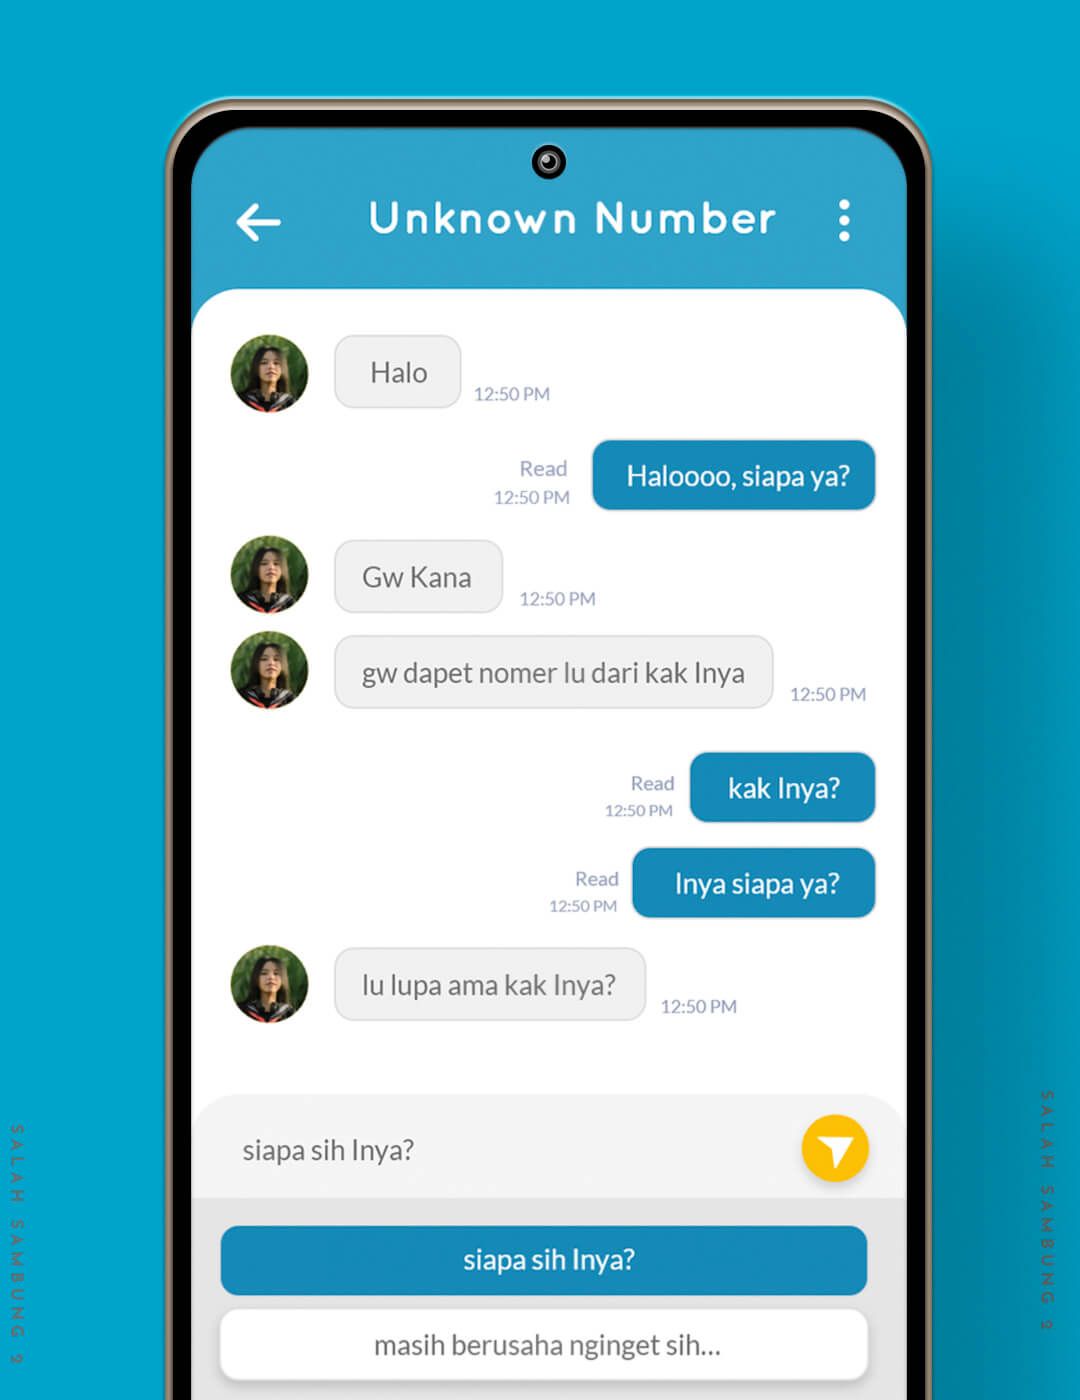 Unknown Number
Halo
12:50 PM
Haloooo, siapa ya?
Read
12:50 PM
Gw Kana
12:50 PM
gw dapet nomer lu dari kak Inya
12:50 PM
kak Inya?
Read
12:50 PM
Inya siapa ya?
Read
12:50 PM
lu lupa ama kak Inya?
12:50 PM
siapa sih Inya?
siapa sih Inya?
masih berusaha nginget sih...
SALAH SAMBUNG 2
SALAH SAMBUNG 2